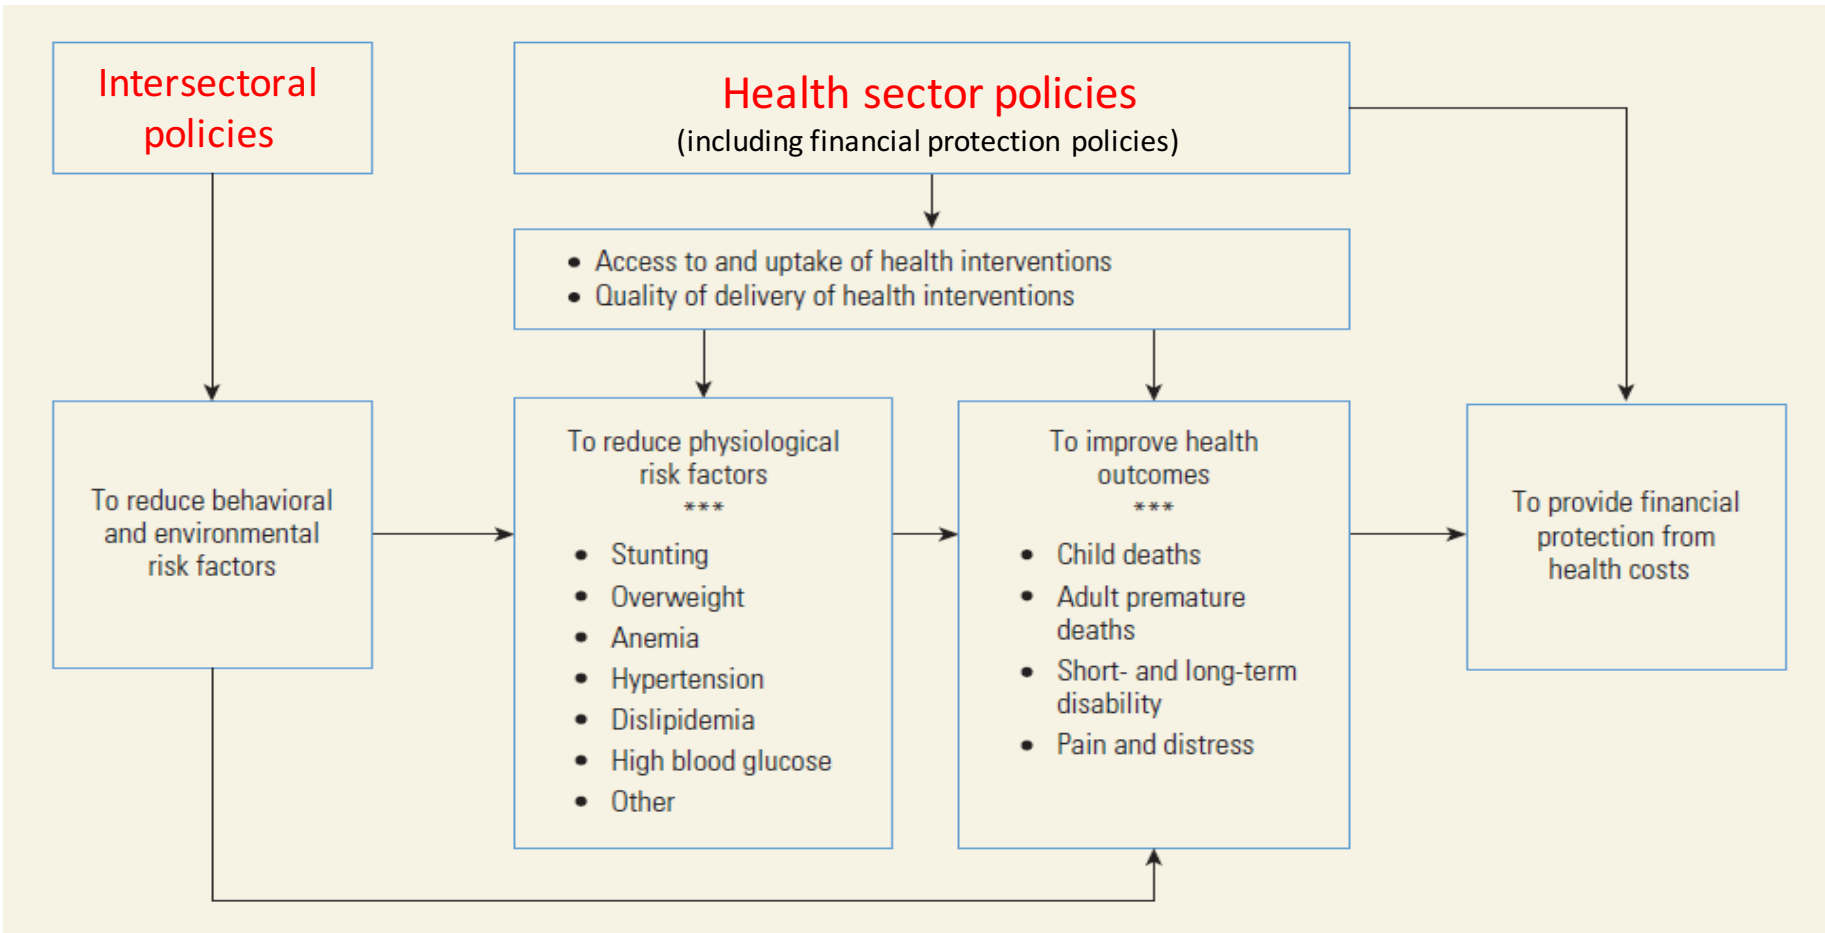 Intersectoral
policies
Health sector policies
(including financial protection policies)
• Access to and uptake of health interventions
• Quality of delivery of health interventions
To reduce behavioral
and environmental
risk factors
To reduce physiological
risk factors
***
• Stunting
• Overweight
• Anemia
• Hypertension
• Dislipidemia
• High blood glucose
• Other
To improve health
outcomes
***
• Child deaths
• Adult premature
deaths
• Short- and long-term
disability
• Pain and distress
To provide financial
protection from
health costs